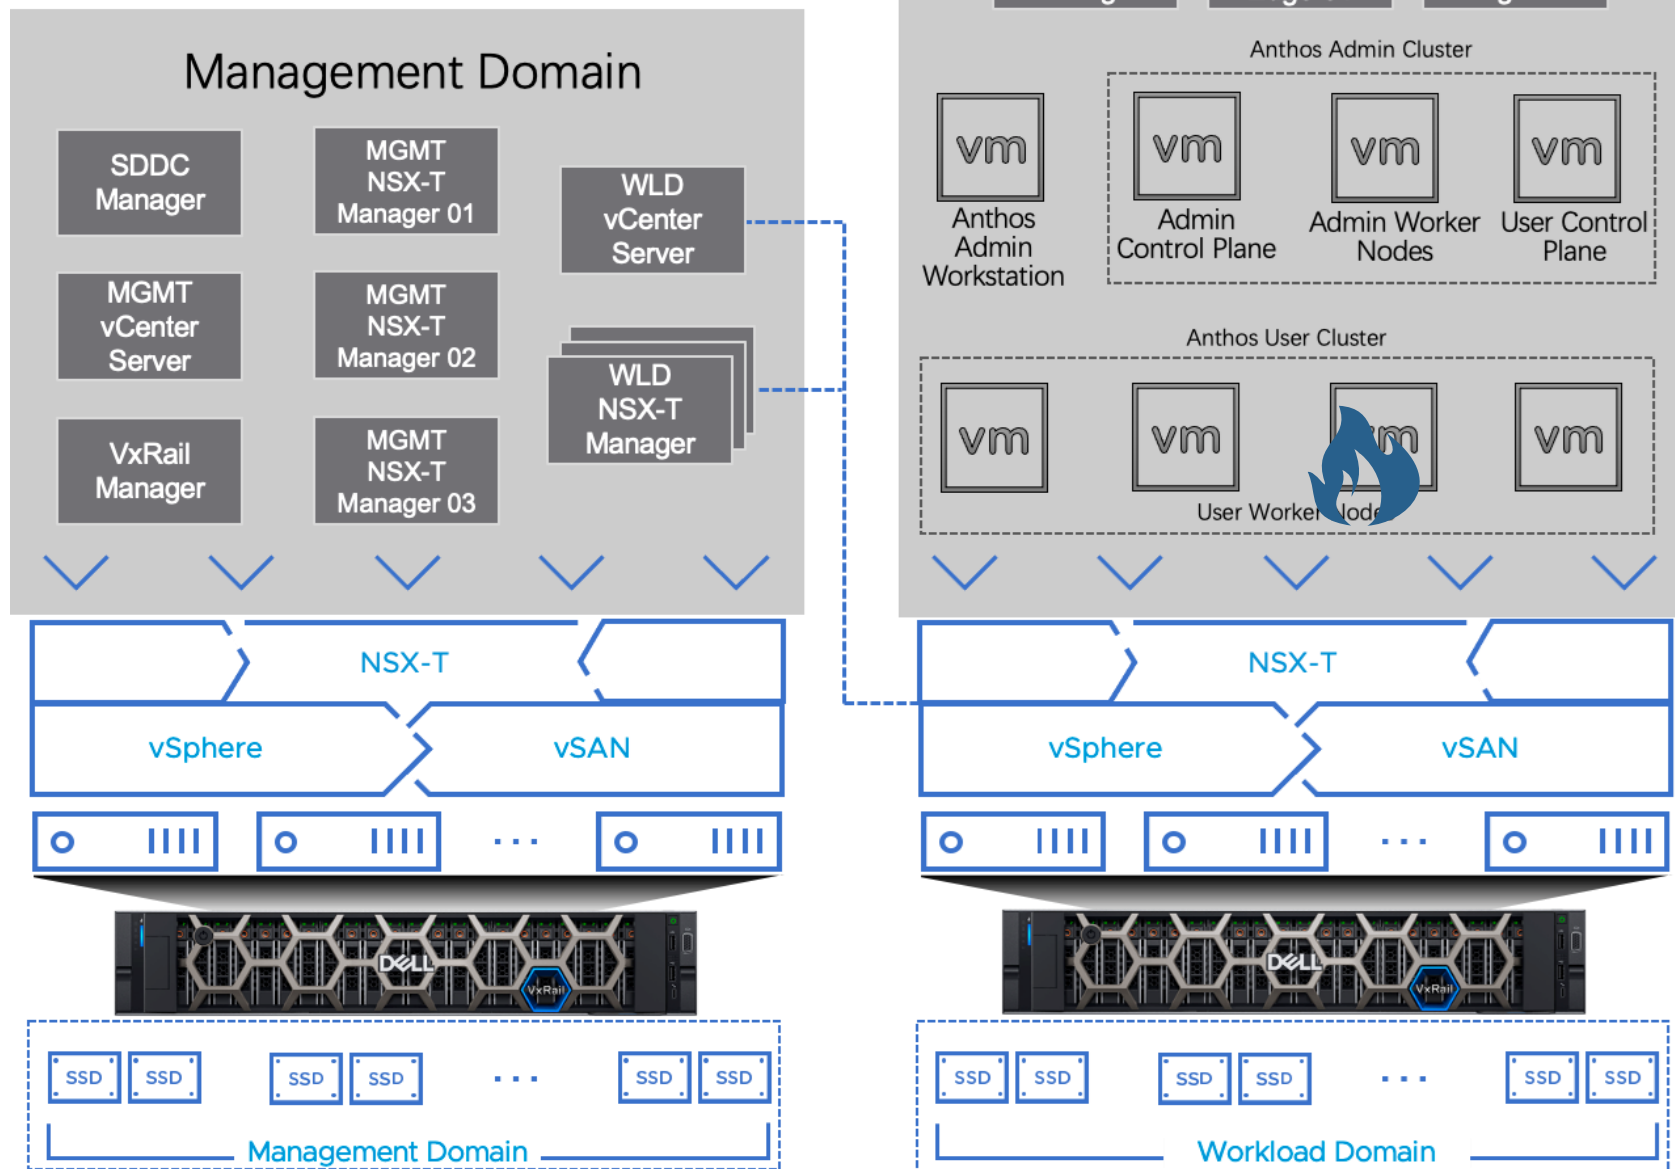 Management Domain
SDDC
Manager
MGMT
NSX-T
Manager 01
WLD
vCenter
Server
MGMT
vCenter
Server
MGMT
NSX-T
Manager 02
WLD
NSX-T
Manager
VxRail
Manager
MGMT
NSX-T
Manager 03
NSX-T
vSphere
vSAN
DELL
VxRail
SSD
SSD
SSD
SSD
...
SSD
SSD
Management Domain
Anthos Admin Cluster
vm
Anthos
Admin
Workstation
vm
Admin
Control Plane
vm
Admin Worker
Nodes
vm
User Control
Plane
Anthos User Cluster
vm
vm
vm
vm
User Worker
NSX-T
vSphere
vSAN
DELL
VxRail
SSD
SSD
SSD
SSD
...
SSD
SSD
Workload Domain